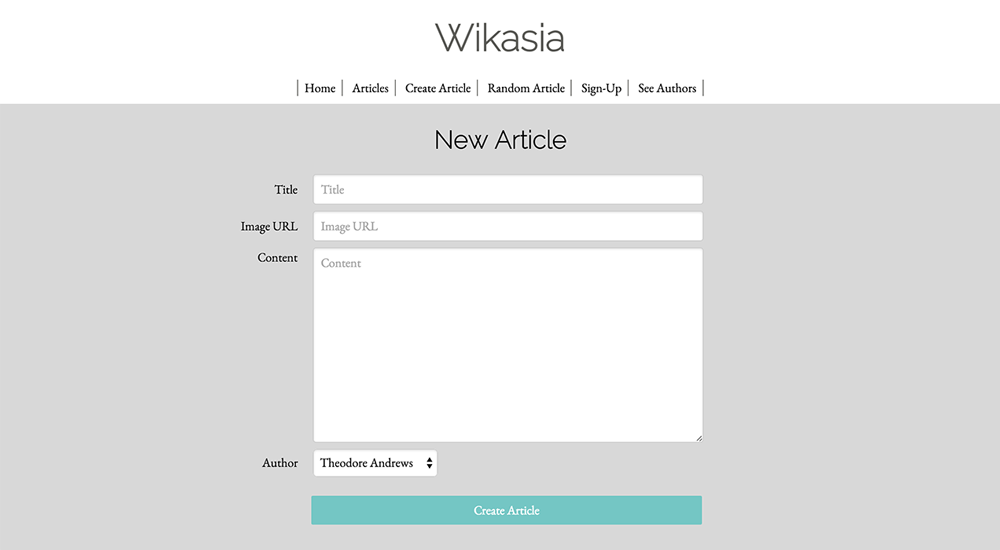 Wikasia
Home Articles Create Article Random Article Sign-Up See Authors
New Article
Title Title
Image URL Image URL
Content Content
Author Theodore Andrews
Create Article